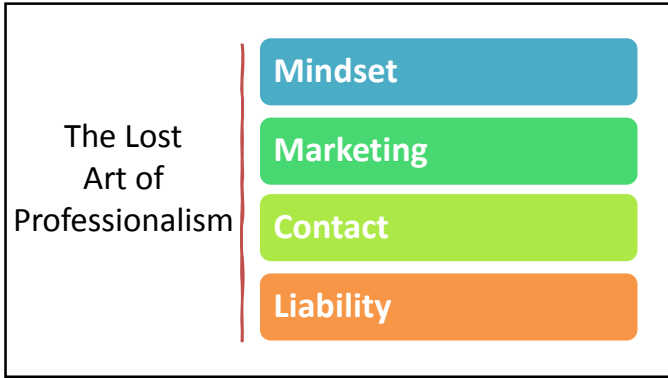 The Lost
Art of
Professionalism
Mindset
Marketing
Contact
Liability